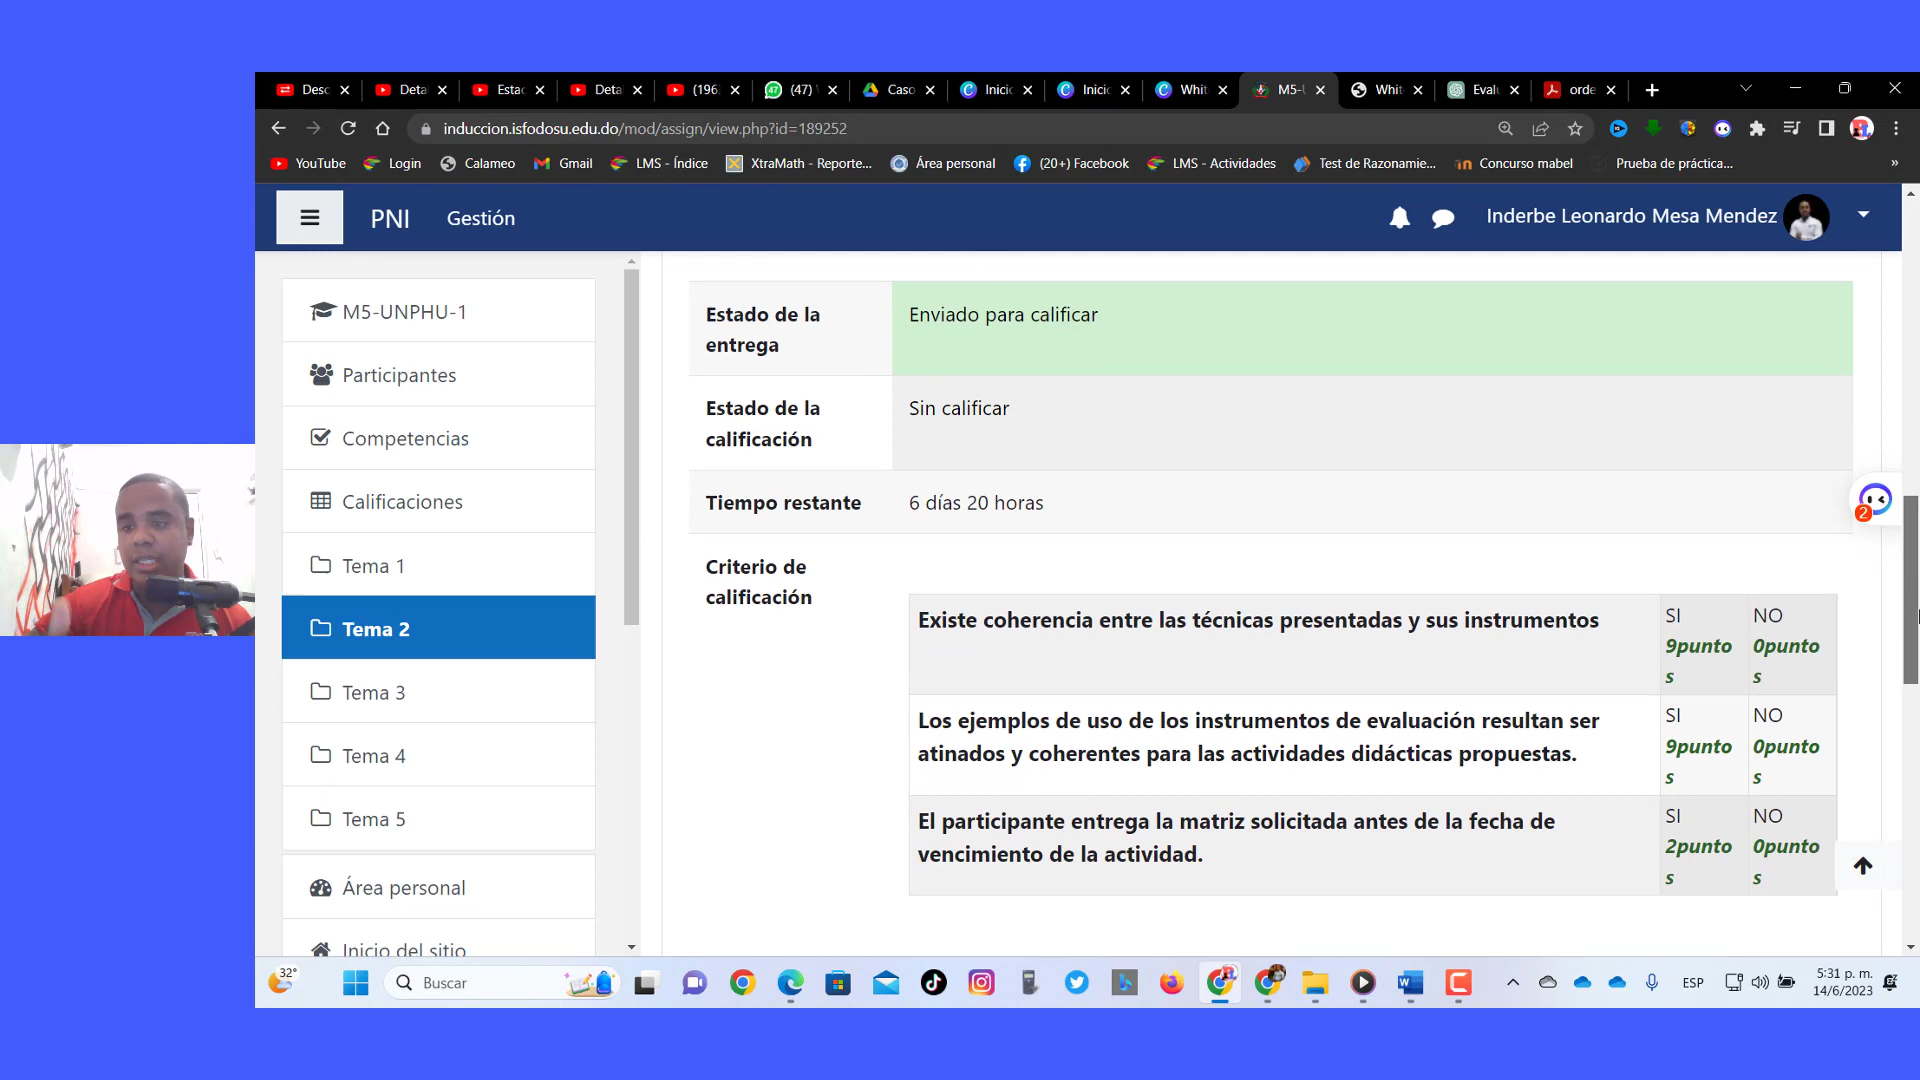 Desc
Deta
Estad
Deta
(196
(47) W
Caso
Inicio
Inicio
Whit
M5-U
Whit
Evalu
orde
induccion.isfodosu.edu.do/mod/assign/view.php?id=189252
YouTube
Login
Calameo
Gmail
LMS - Índice
XtraMath - Reporte...
Área personal
(20+) Facebook
LMS - Actividades
Test de Razonamie...
Concurso mabel
Prueba de práctica...
»
PNI
Gestión
Inderbe Leonardo Mesa Mendez
M5-UNPHU-1
Participantes
Competencias
Calificaciones
Tema 1
Tema 2
Tema 3
Tema 4
Tema 5
Área personal
Inicio del sitio
Estado de la
entrega
Enviado para calificar
Estado de la
calificación
Sin calificar
Tiempo restante
6 días 20 horas
Criterio de
calificación
Existe coherencia entre las técnicas presentadas y sus instrumentos
SI
9punto
s
NO
0punto
s
Los ejemplos de uso de los instrumentos de evaluación resultan ser
atinados y coherentes para las actividades didácticas propuestas.
SI
9punto
s
NO
0punto
s
El participante entrega la matriz solicitada antes de la fecha de
vencimiento de la actividad.
SI
2punto
s
NO
0punto
s
2
32°
Buscar
ESP
5:31 p. m.
14/6/2023